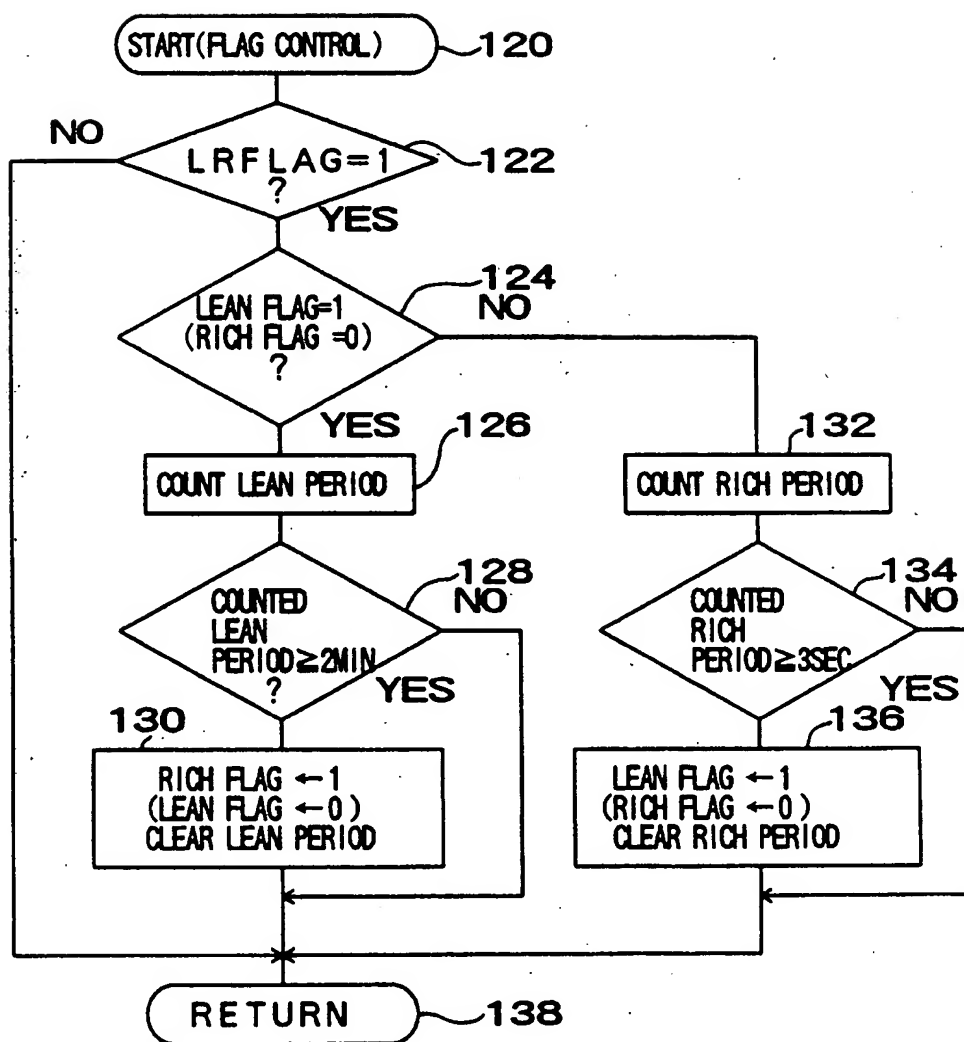 START(FLAG CONTROL)
120
NO
LRFLAG=1
?
122
YES
124
LEAN FLAG=1
(RICH FLAG =0)
?
NO
YES
126
132
COUNT LEAN PERIOD
COUNT RICH PERIOD
128
134
COUNTED
LEAN
PERIOD≧2MIN
?
NO
COUNTED
RICH
PERIOD≧3SEC
NO
YES
YES
130
136
RICH FLAG ←1
(LEAN FLAG ←0)
CLEAR LEAN PERIOD
LEAN FLAG ←1
(RICH FLAG ←0)
CLEAR RICH PERIOD
RETURN
138